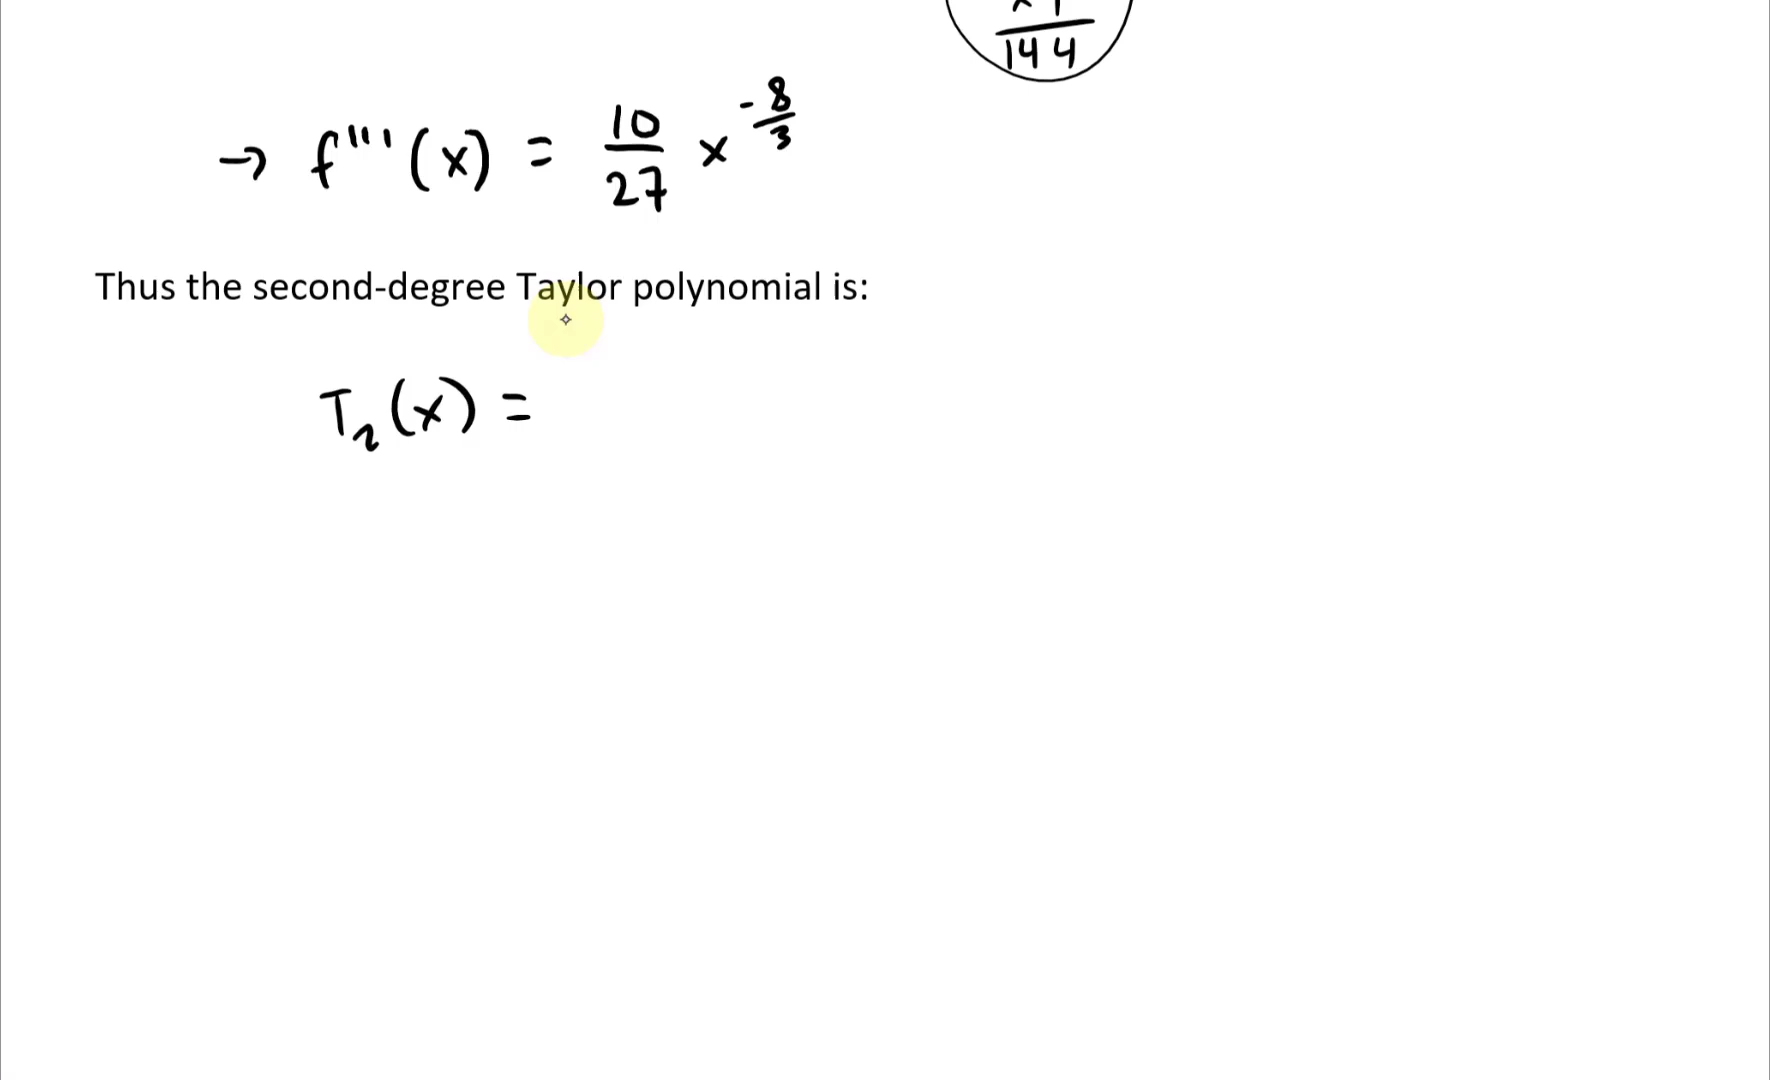 144
→ f'''(x) = 10/27 x^(-8/3)
Thus the second-degree Taylor polynomial is:
T₂(x) =